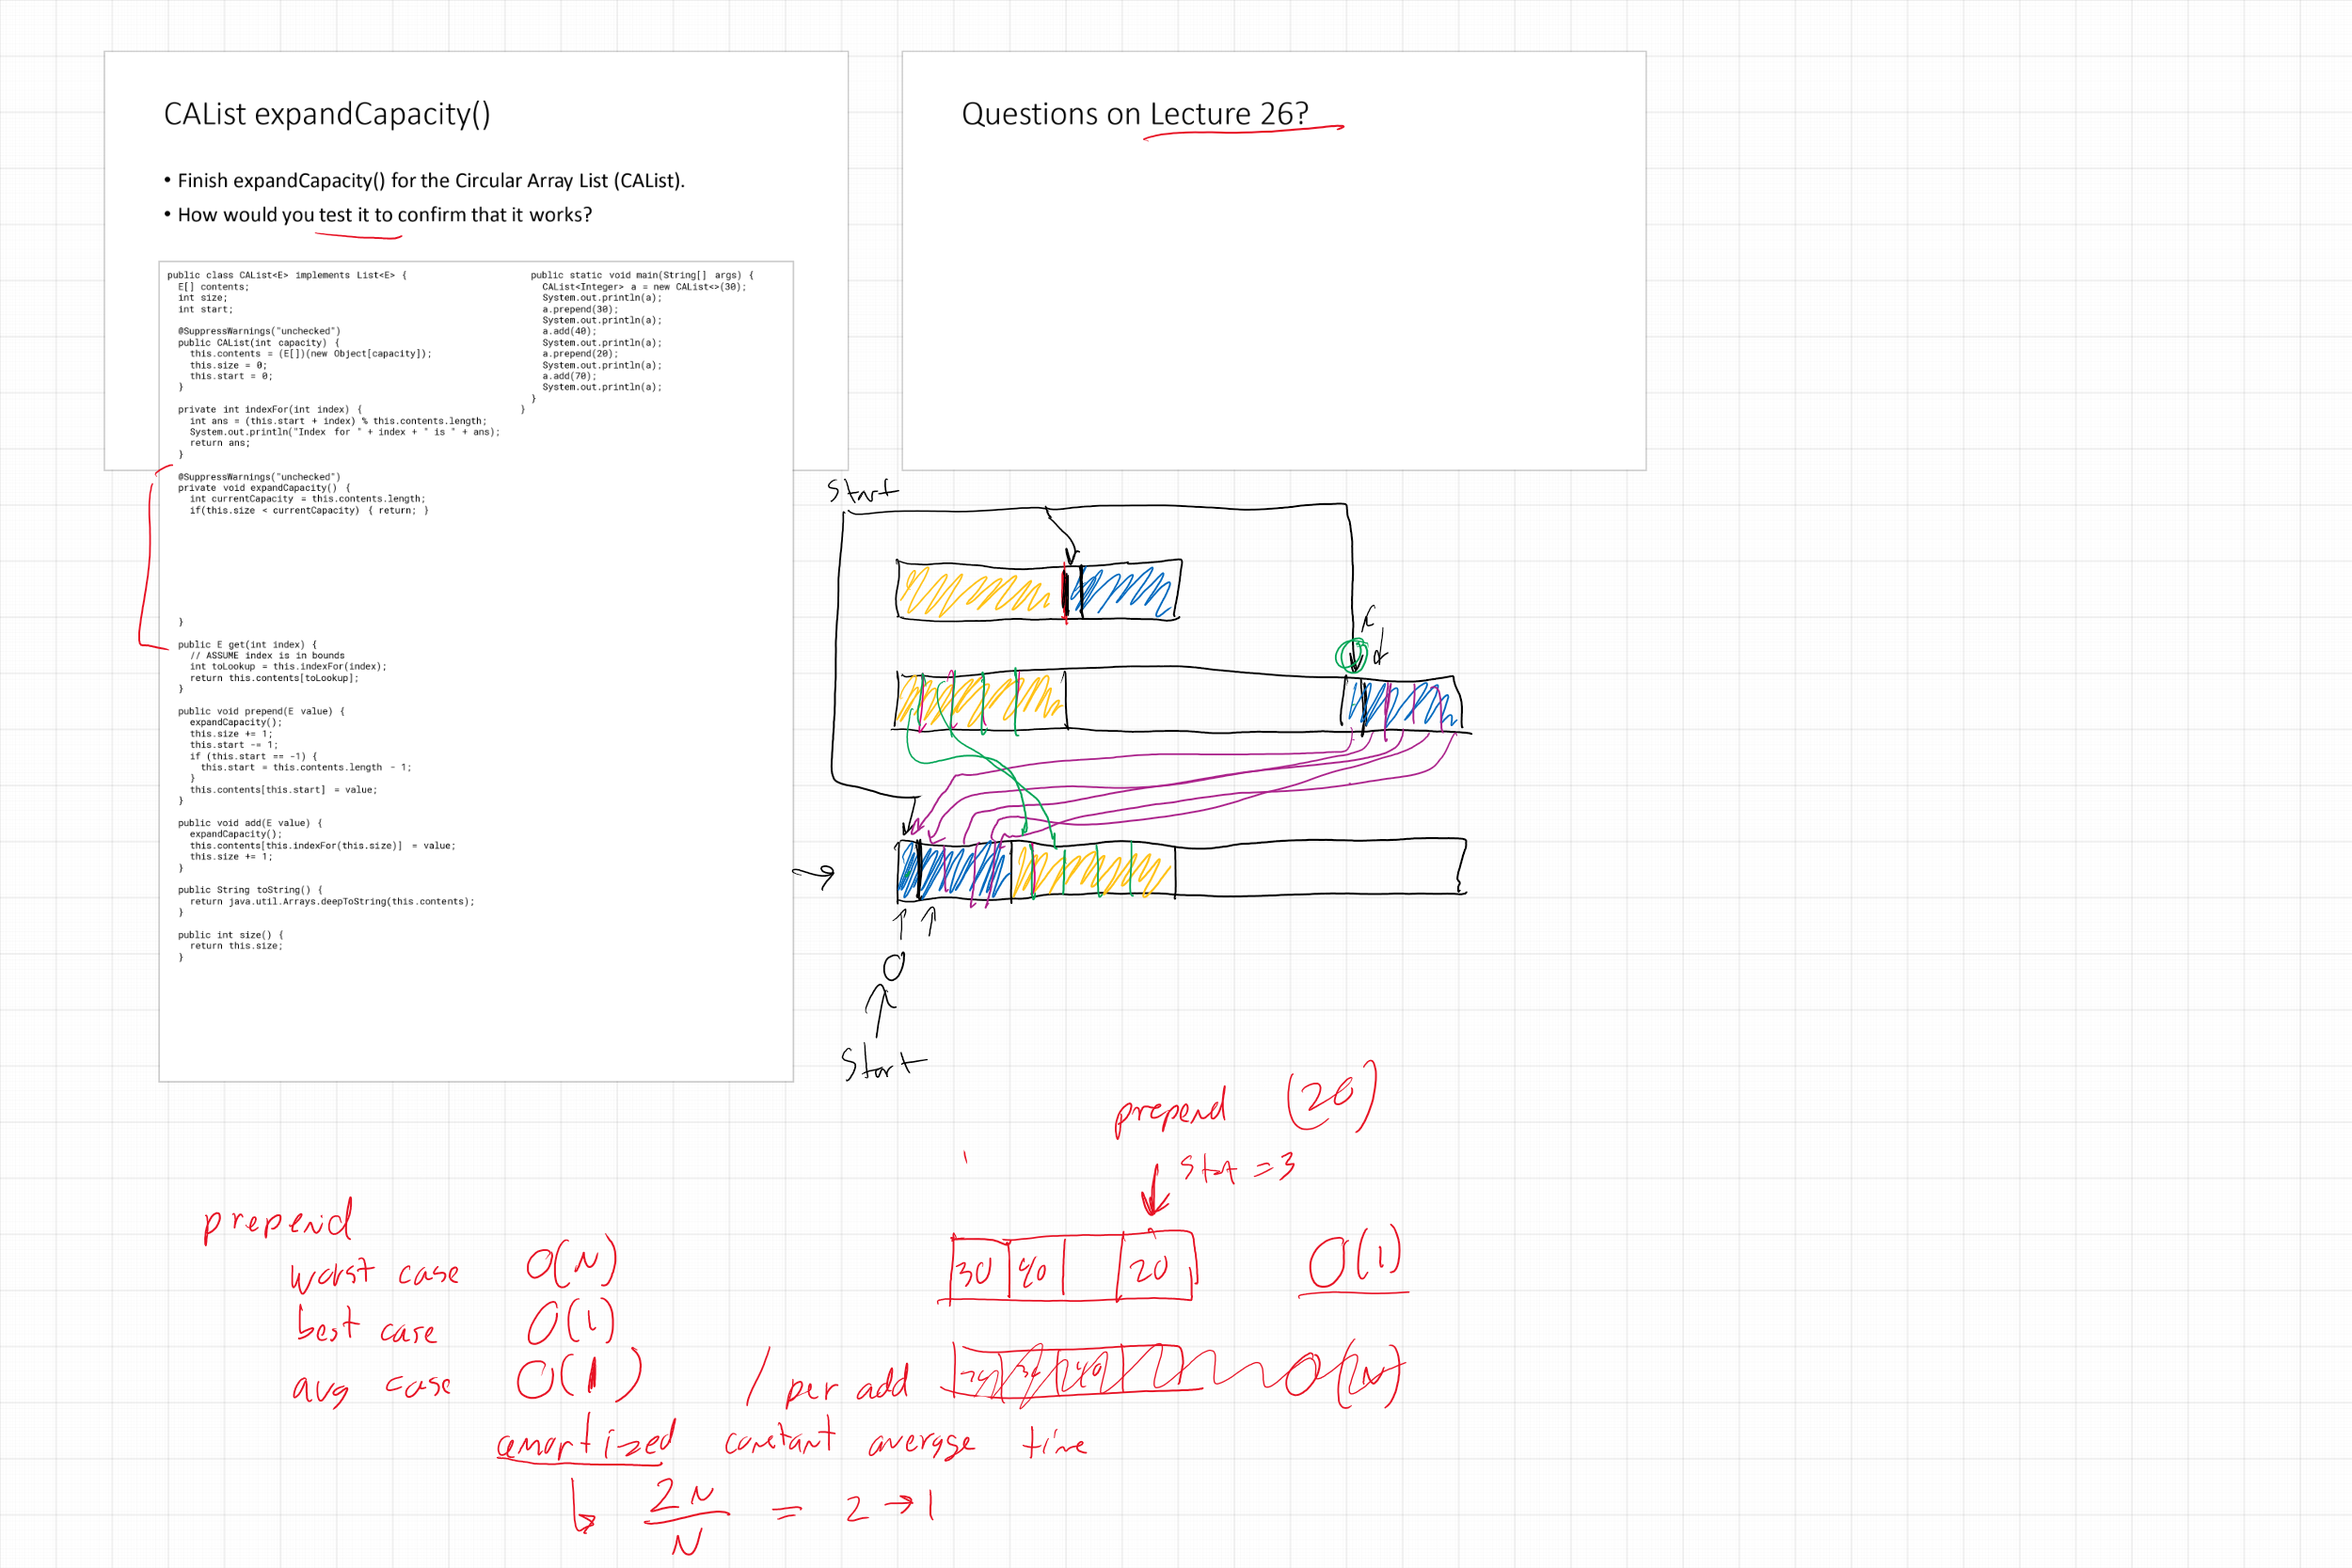 CAList expandCapacity()
• Finish expandCapacity() for the Circular Array List (CAList).
• How would you test it to confirm that it works?
public class CAList<E> implements List<E> {
E[] contents;
int size;
int start;
@SuppressWarnings("unchecked")
public CAList(int capacity) {
this.contents = (E[])(new Object[capacity]);
this.size = 0;
this.start = 0;
}
private int indexFor(int index) {
int ans = (this.start + index) % this.contents.length;
System.out.println("Index for " + index + " is " + ans);
return ans;
}
@SuppressWarnings("unchecked")
private void expandCapacity() {
int currentCapacity = this.contents.length;
if(this.size < currentCapacity) { return; }
}
public E get(int index) {
// ASSUME index is in bounds
int toLookup = this.indexFor(index);
return this.contents[toLookup];
}
public void prepend(E value) {
expandCapacity();
this.size += 1;
this.start -= 1;
if (this.start == -1) {
this.start = this.contents.length - 1;
}
this.contents[this.start] = value;
}
public void add(E value) {
expandCapacity();
this.contents[this.indexFor(this.size)] = value;
this.size += 1;
}
public String toString() {
return java.util.Arrays.deepToString(this.contents);
}
public int size() {
return this.size;
}
public static void main(String[] args) {
CAList<Integer> a = new CAList<>(30);
System.out.println(a);
a.prepend(30);
System.out.println(a);
a.add(40);
System.out.println(a);
a.prepend(20);
System.out.println(a);
a.add(70);
System.out.println(a);
}
}
Questions on Lecture 26?
Start
0
Start
prepend (20)
start = 3
30 40 20 O(1)
prepend
worst case O(N)
best case O(1)
avg case O(1) / per add
amortized constant average time
2N
N
= 2 → 1